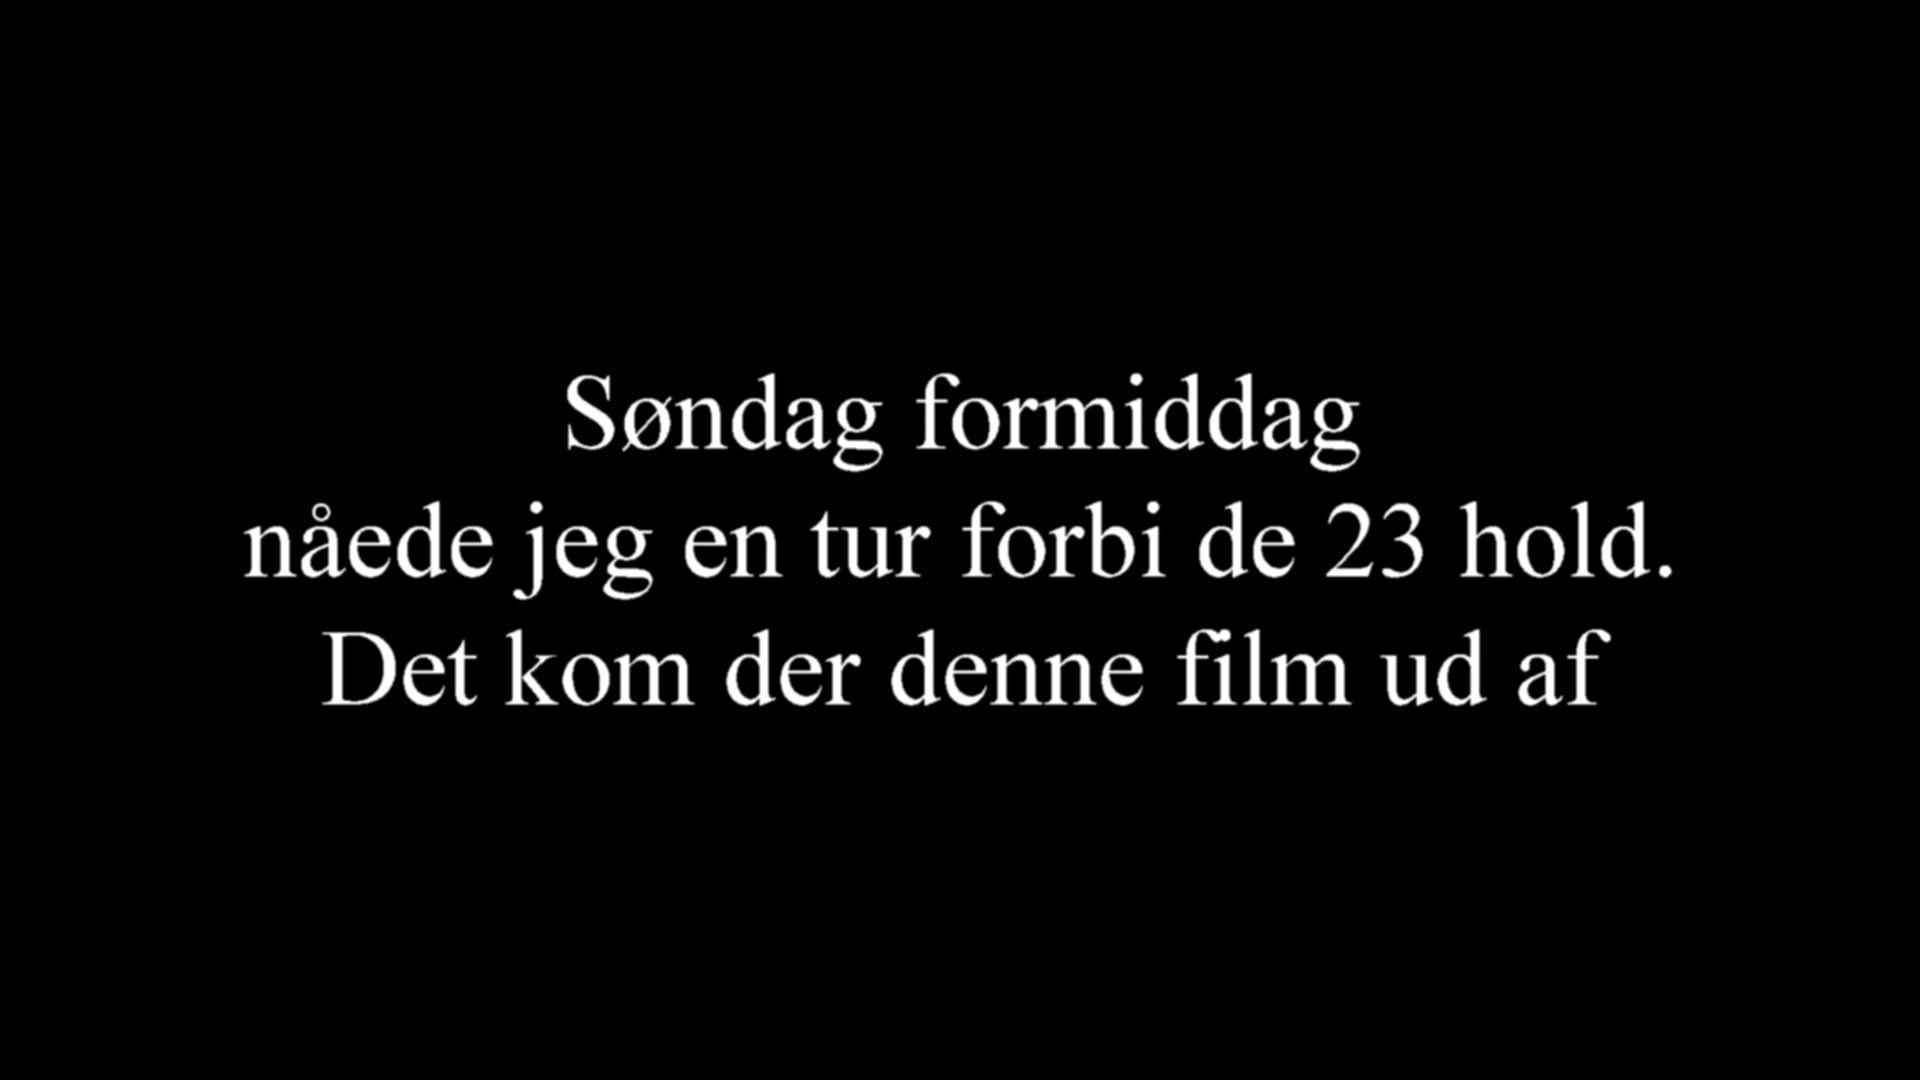 Søndag formiddag
nåede jeg en tur forbi de 23 hold.
Det kom der denne film ud af